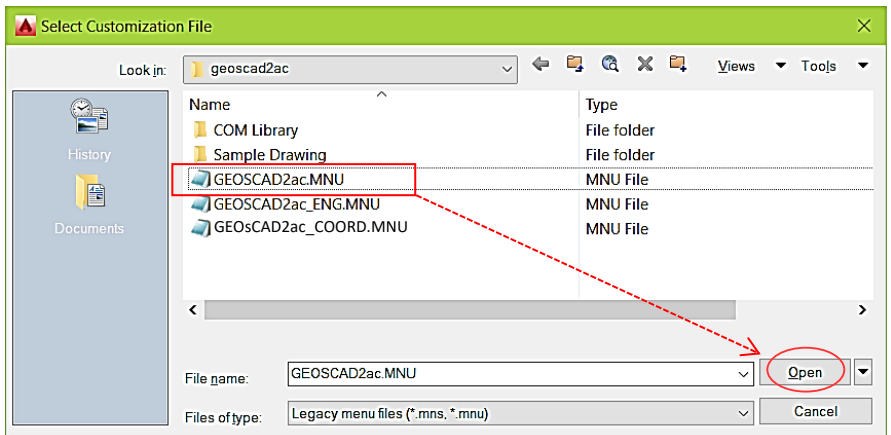 Select Customization File
Look in: geoscad2ac Views Tools
Name Type
COM Library File folder
Sample Drawing File folder
GEOSCAD2ac.MNU MNU File
GEOSCAD2ac_ENG.MNU MNU File
GEOsCAD2ac_COORD.MNU MNU File
History
Documents
File name: GEOSCAD2ac.MNU Open
Files of type: Legacy menu files (*.mns, *.mnu) Cancel